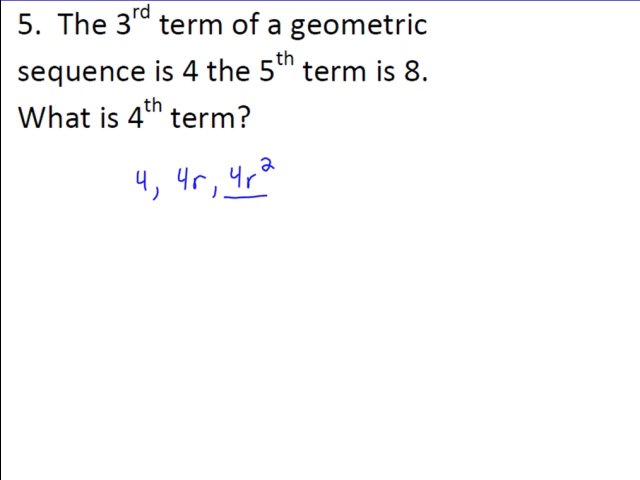 5. The 3rd term of a geometric
sequence is 4 the 5th term is 8.
What is 4th term?
4, 4r, 4r²